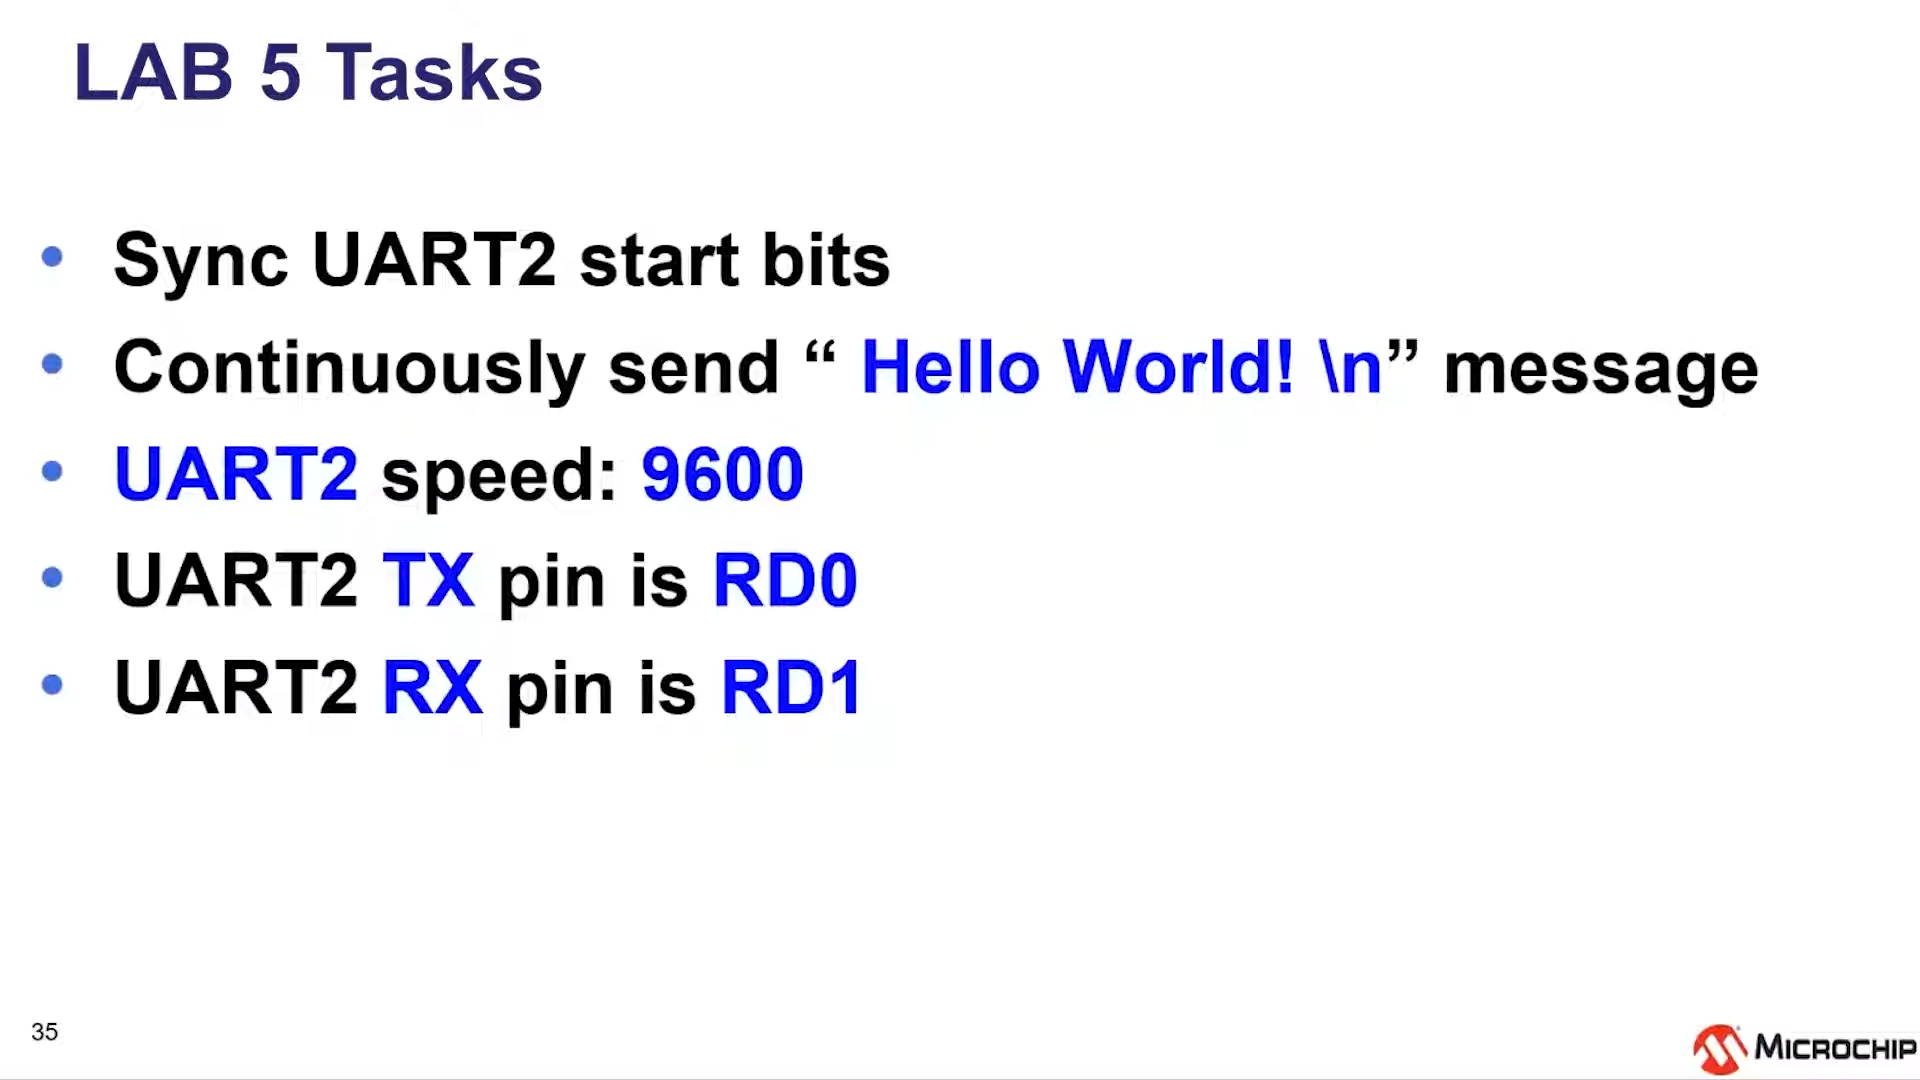 LAB 5 Tasks
• Sync UART2 start bits
• Continuously send “ Hello World! \n” message
• UART2 speed: 9600
• UART2 TX pin is RD0
• UART2 RX pin is RD1
35
MICROCHIP